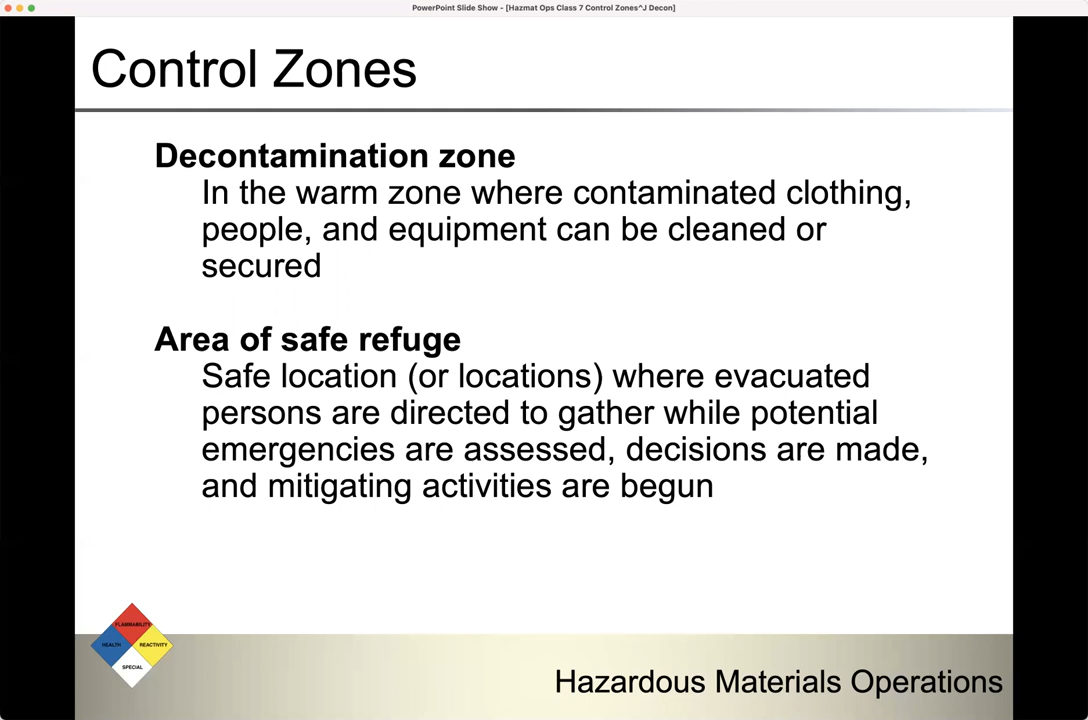 PowerPoint Slide Show - [Hazmat Ops Class 7 Control Zones^J Decon]
Control Zones
Decontamination zone
In the warm zone where contaminated clothing,
people, and equipment can be cleaned or
secured
Area of safe refuge
Safe location (or locations) where evacuated
persons are directed to gather while potential
emergencies are assessed, decisions are made,
and mitigating activities are begun
FLAMMABILITY
HEALTH
REACTIVITY
SPECIAL
Hazardous Materials Operations